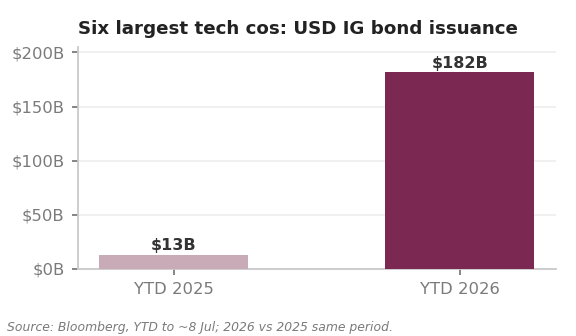 Six largest tech cos: USD IG bond issuance
$200B
$150B
$100B
$50B
$0B
$13B
$182B
YTD 2025
YTD 2026
Source: Bloomberg, YTD to ~8 Jul; 2026 vs 2025 same period.